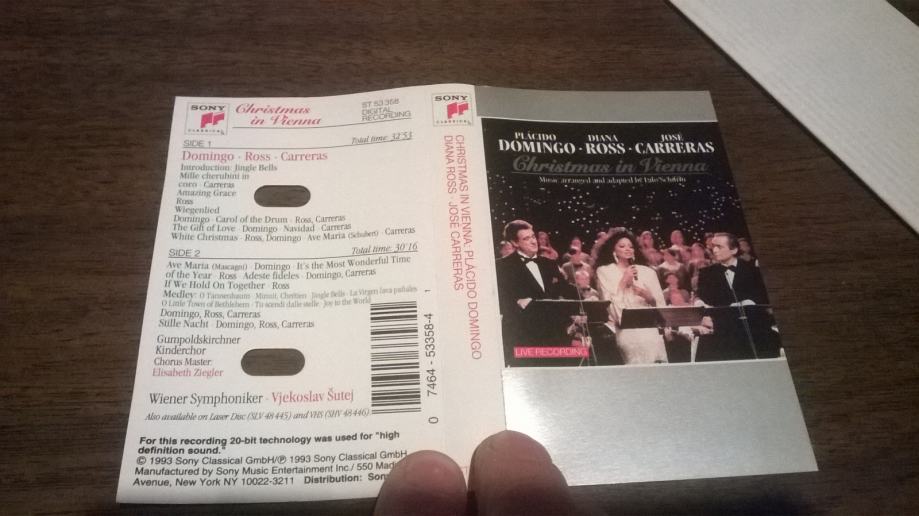 SONY
CLASSICAL
Christmas
in Vienna
ST 53 358
DIGITAL
RECORDING
SIDE 1
Total time: 32'53
Domingo · Ross · Carreras
Introduction: Jingle Bells
Mille cherubini in
coro · Carreras
Amazing Grace
Ross
Wiegenlied
Domingo · Carol of the Drum · Ross, Carreras
The Gift of Love · Domingo · Navidad · Carreras
White Christmas · Ross, Domingo · Ave Maria (Schubert) · Carreras
SIDE 2
Total time: 30'16
Ave Maria (Mascagni) · Domingo · It's the Most Wonderful Time
of the Year · Ross · Adeste fideles · Domingo, Carreras
If We Hold On Together · Ross
Medley: O Tannenbaum · Minuit, Chrétien · Jingle Bells · La Virgen lava pañales
O Little Town of Bethlehem · Tu scendi dalle stelle · Joy to the World
Domingo, Ross, Carreras
Stille Nacht · Domingo, Ross, Carreras
Gumpoldskirchner
Kinderchor
Chorus Master:
Elisabeth Ziegler
Wiener Symphoniker · Vjekoslav Šutej
Also available on Laser Disc (SLV 48 445) and VHS (SHV 48 446)
For this recording 20-bit technology was used for "high
definition sound."
© 1993 Sony Classical GmbH/℗ 1993 Sony Classical GmbH
Manufactured by Sony Music Entertainment Inc./ 550
Avenue, New York NY 10022-3211 Distribution:
0 7464-53358-4 1
SONY
CLASSICAL
CHRISTMAS IN VIENNA: PLÁCIDO DOMINGO
DIANA ROSS · JOSÉ CARRERAS
PLÁCIDO DIANA JOSÉ
DOMINGO · ROSS · CARRERAS
Christmas in Vienna
Music arranged and adapted by Lalo Schifrin
LIVE RECORDING